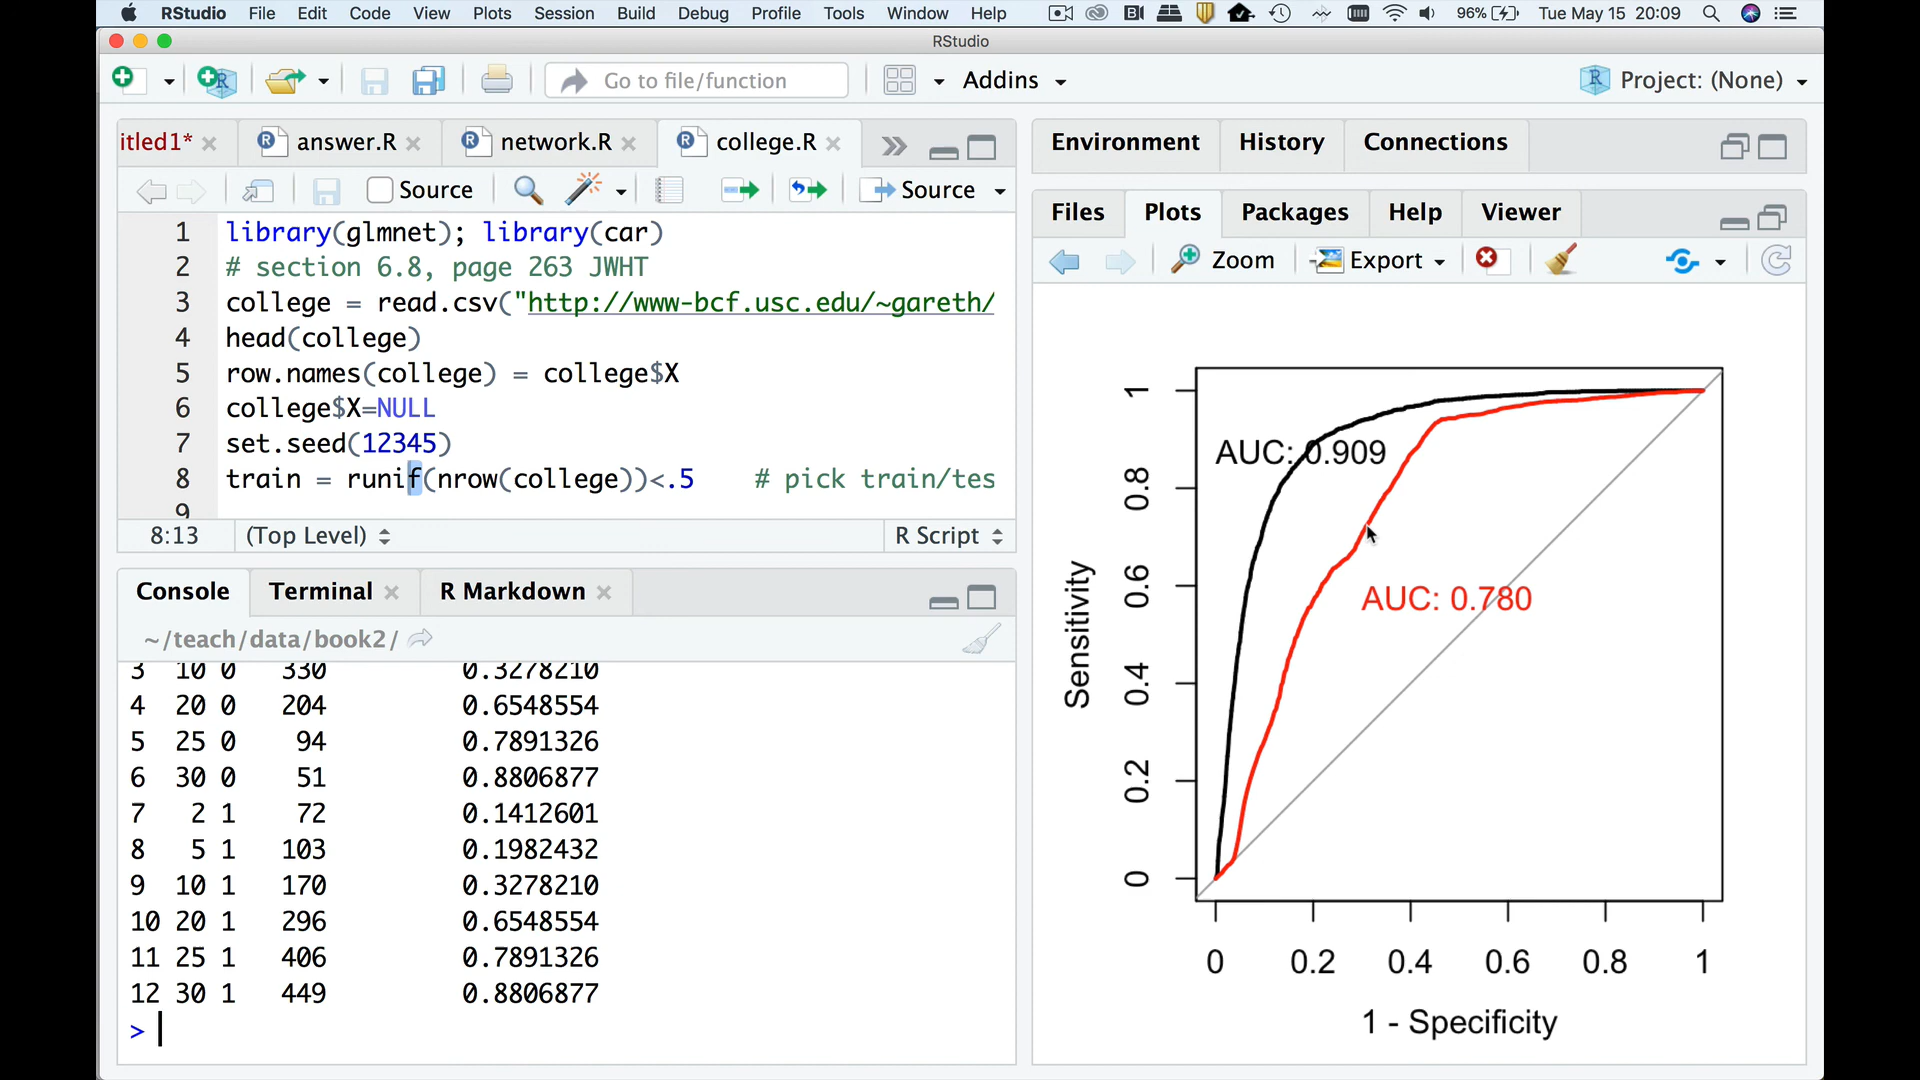 RStudio File Edit Code View Plots Session Build Debug Profile Tools Window Help 96% Tue May 15 20:09
RStudio
Go to file/function Addins Project: (None)
itled1* answer.R network.R college.R
Source Source
1 library(glmnet); library(car)
2 # section 6.8, page 263 JWHT
3 college = read.csv("http://www-bcf.usc.edu/~gareth/
4 head(college)
5 row.names(college) = college$X
6 college$X=NULL
7 set.seed(12345)
8 train = runif(nrow(college))<.5 # pick train/tes
9
8:13 (Top Level) R Script
Console Terminal R Markdown
~/teach/data/book2/
3 10 0 330 0.3278210
4 20 0 204 0.6548554
5 25 0 94 0.7891326
6 30 0 51 0.8806877
7 2 1 72 0.1412601
8 5 1 103 0.1982432
9 10 1 170 0.3278210
10 20 1 296 0.6548554
11 25 1 406 0.7891326
12 30 1 449 0.8806877
>
Environment History Connections
Files Plots Packages Help Viewer
Zoom Export
AUC: 0.909
AUC: 0.780
Sensitivity
1
0.8
0.6
0.4
0.2
0
0 0.2 0.4 0.6 0.8 1
1 - Specificity